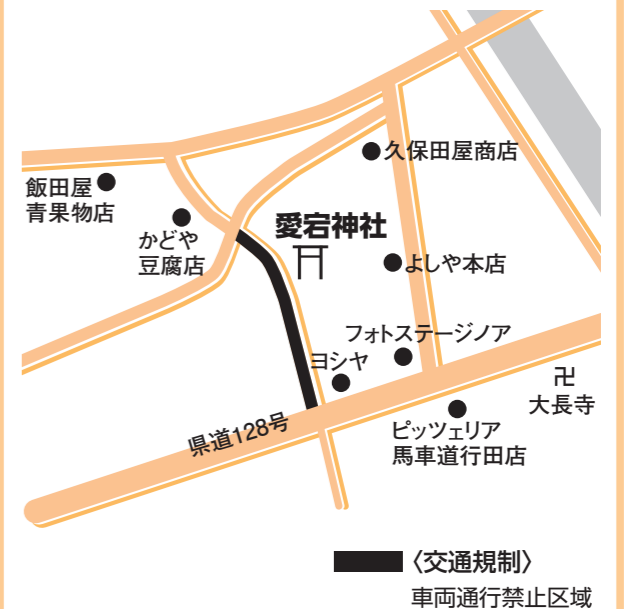 久保田屋商店
飯田屋
青果物店
かどや
豆腐店
愛宕神社
よしや本店
フォトステージノア
ヨシヤ
大長寺
県道128号
ピッツェリア
馬車道行田店
〈交通規制〉
車両通行禁止区域